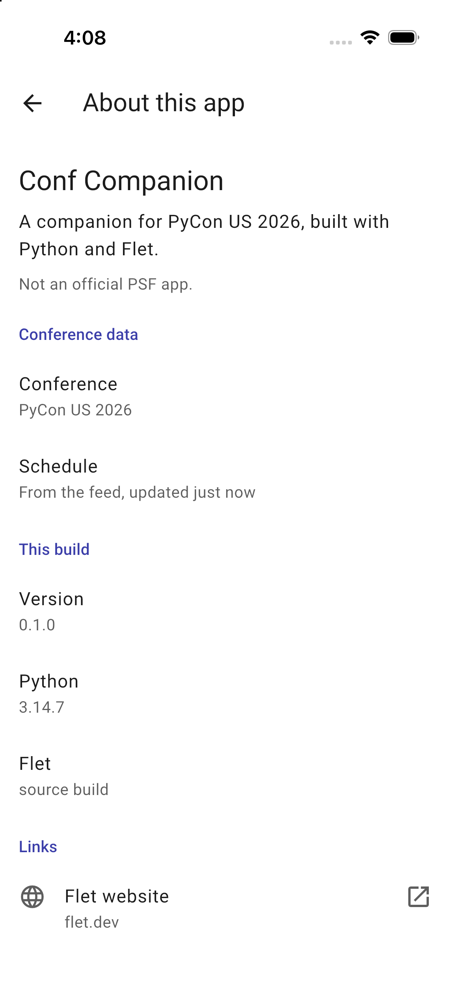 4:08
About this app
Conf Companion
A companion for PyCon US 2026, built with
Python and Flet.
Not an official PSF app.
Conference data
Conference
PyCon US 2026
Schedule
From the feed, updated just now
This build
Version
0.1.0
Python
3.14.7
Flet
source build
Links
Flet website
flet.dev